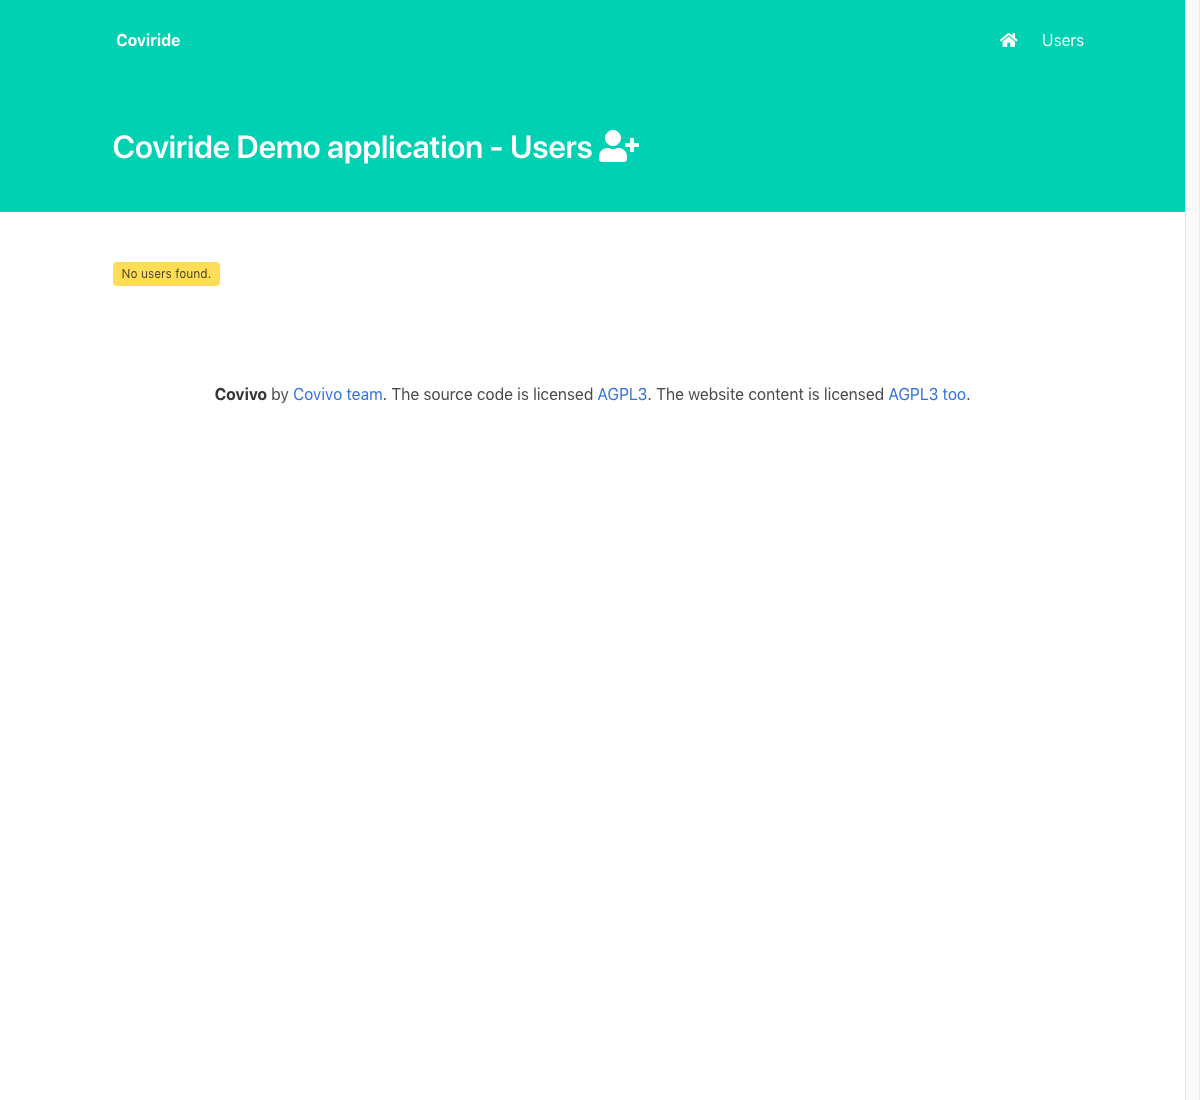 Coviride
Users
Coviride Demo application - Users
No users found.
Covivo by Covivo team. The source code is licensed AGPL3. The website content is licensed AGPL3 too.